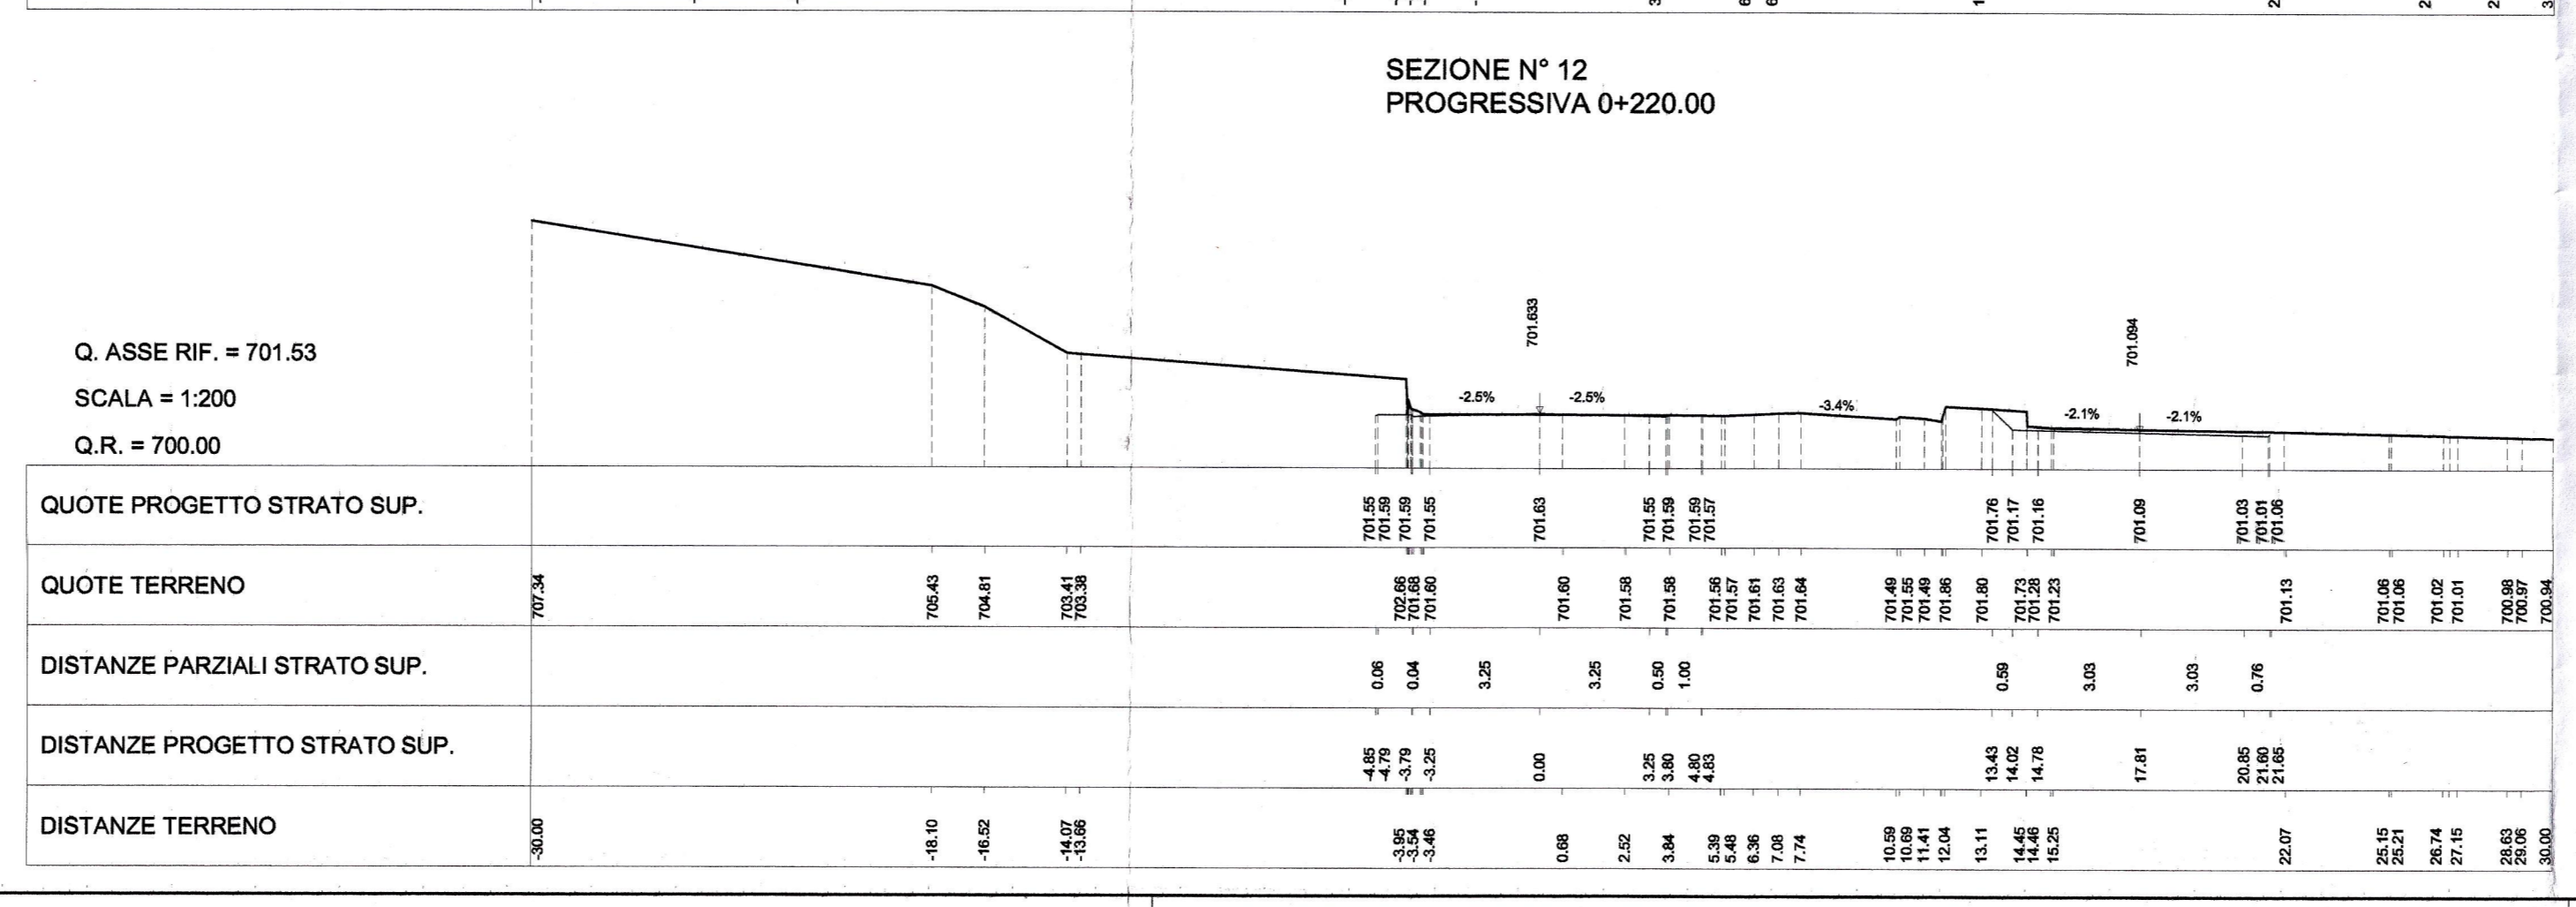 SEZIONE N° 12
PROGRESSIVA 0+220.00
701.633
701.094
Q. ASSE RIF. = 701.53
SCALA = 1:200
Q.R. = 700.00
-2.5% -2.5% -3.4% -2.1% -2.1%
QUOTE PROGETTO STRATO SUP. 701.55 701.59 701.59 701.55 701.63 701.55 701.59 701.59 701.57 701.76 701.17 701.16 701.09 701.03 701.01 701.06
QUOTE TERRENO 707.34 705.43 704.81 703.41 703.38 702.66 701.68 701.60 701.60 701.58 701.58 701.56 701.57 701.61 701.63 701.64 701.49 701.55 701.49 701.86 701.80 701.73 701.28 701.23 701.13 701.06 701.06 701.02 701.01 700.98 700.97 700.94
DISTANZE PARZIALI STRATO SUP. 0.06 0.04 3.25 3.25 0.50 1.00 0.59 3.03 3.03 0.76
DISTANZE PROGETTO STRATO SUP. -4.85 -4.79 -3.79 -3.25 0.00 3.25 3.80 4.80 4.83 13.43 14.02 14.78 17.81 20.85 21.60 21.65
DISTANZE TERRENO -30.00 -18.10 -16.52 -14.07 -13.66 -3.95 -3.54 -3.46 0.68 2.52 3.84 5.39 5.48 6.36 7.08 7.74 10.59 10.69 11.41 12.04 13.11 14.45 14.46 15.25 22.07 25.15 25.21 26.74 27.15 28.63 29.06 30.00